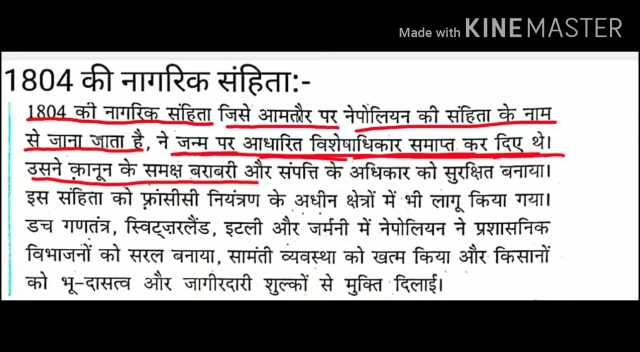 Made with KINEMASTER
1804 की नागरिक संहिता:-
1804 की नागरिक संहिता जिसे आमतौर पर नेपोलियन की संहिता के नाम
से जाना जाता है, ने जन्म पर आधारित विशेषाधिकार समाप्त कर दिए थे।
उसने क़ानून के समक्ष बराबरी और संपत्ति के अधिकार को सुरक्षित बनाया।
इस संहिता को फ़्रांसीसी नियंत्रण के अधीन क्षेत्रों में भी लागू किया गया।
डच गणतंत्र, स्विट्ज़रलैंड, इटली और जर्मनी में नेपोलियन ने प्रशासनिक
विभाजनों को सरल बनाया, सामंती व्यवस्था को खत्म किया और किसानों
को भू-दासत्व और जागीरदारी शुल्कों से मुक्ति दिलाई।